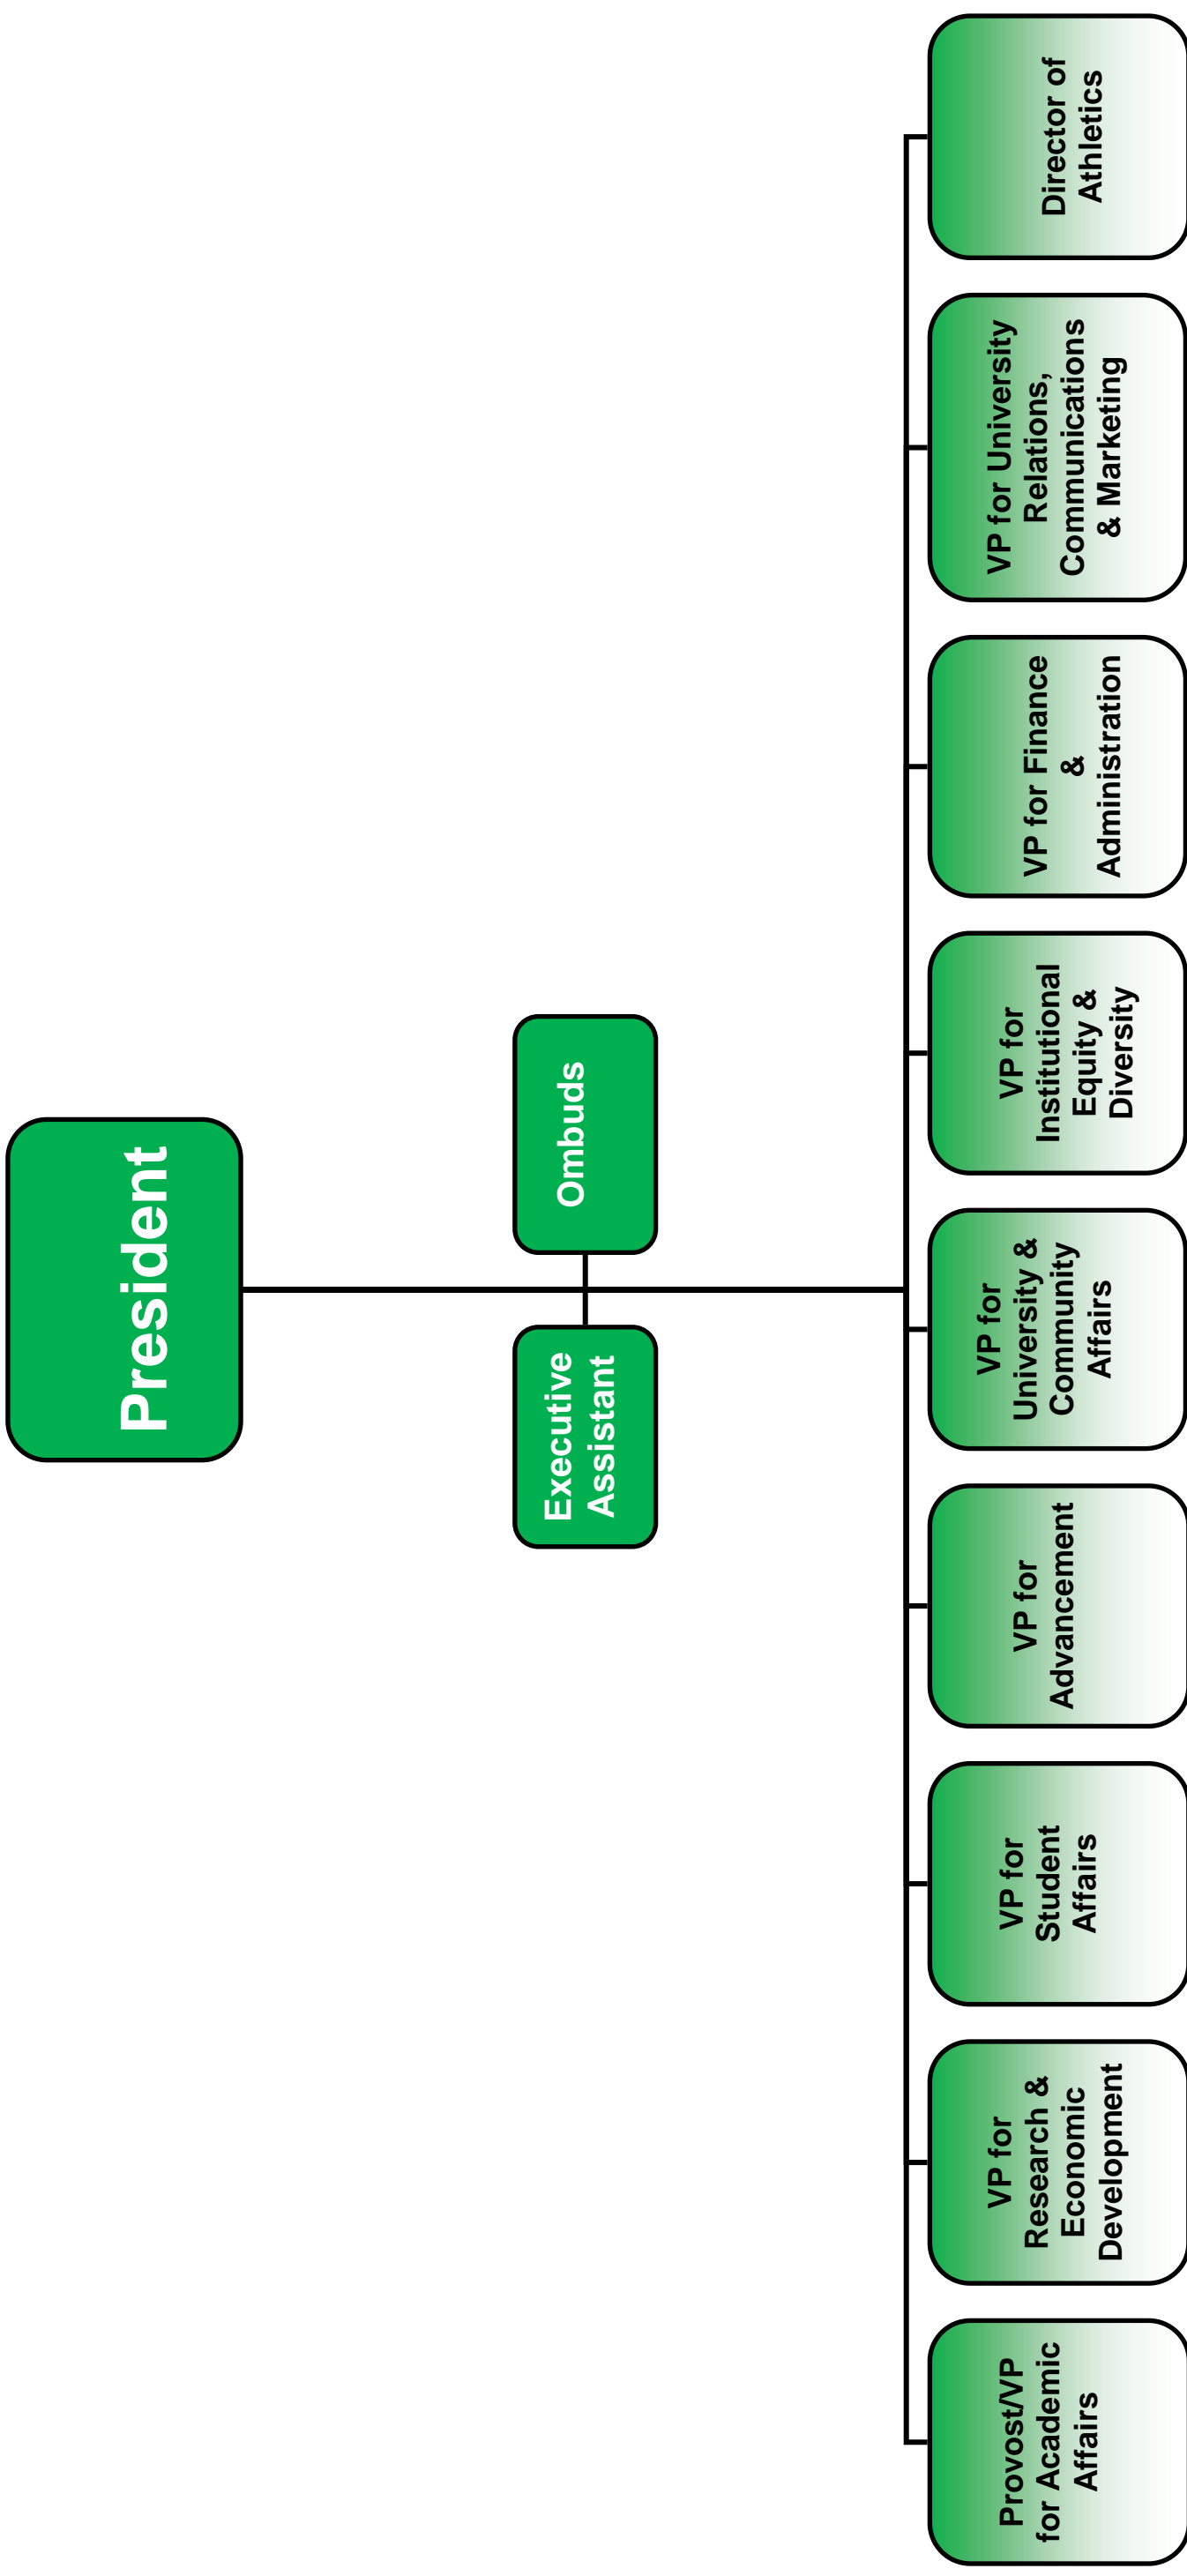 President
Executive
Assistant
Ombuds
Provost/VP
for Academic
Affairs
VP for
Research &
Economic
Development
VP for
Student
Affairs
VP for
Advancement
VP for
University &
Community
Affairs
VP for
Institutional
Equity &
Diversity
VP for Finance
&
Administration
VP for University
Relations,
Communications
& Marketing
Director of
Athletics